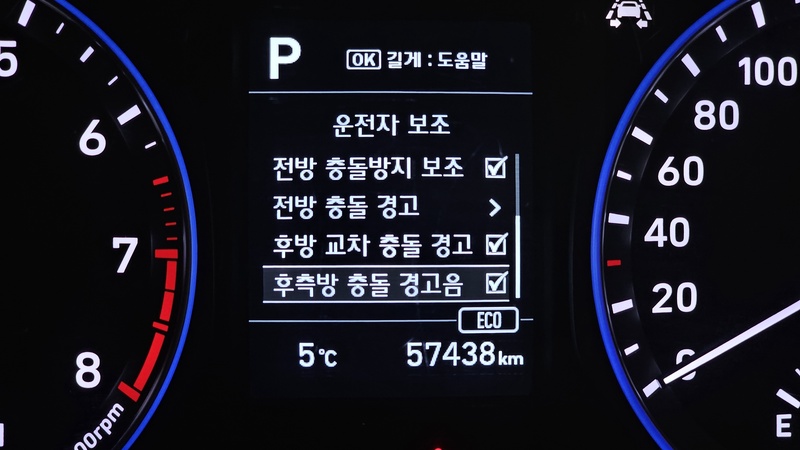 P
OK 길게 : 도움말
운전자 보조
전방 충돌방지 보조
전방 충돌 경고
후방 교차 충돌 경고
후측방 충돌 경고음
ECO
5℃ 57438 km
5
6
7
8
00rpm
100
80
60
40
20
0
E